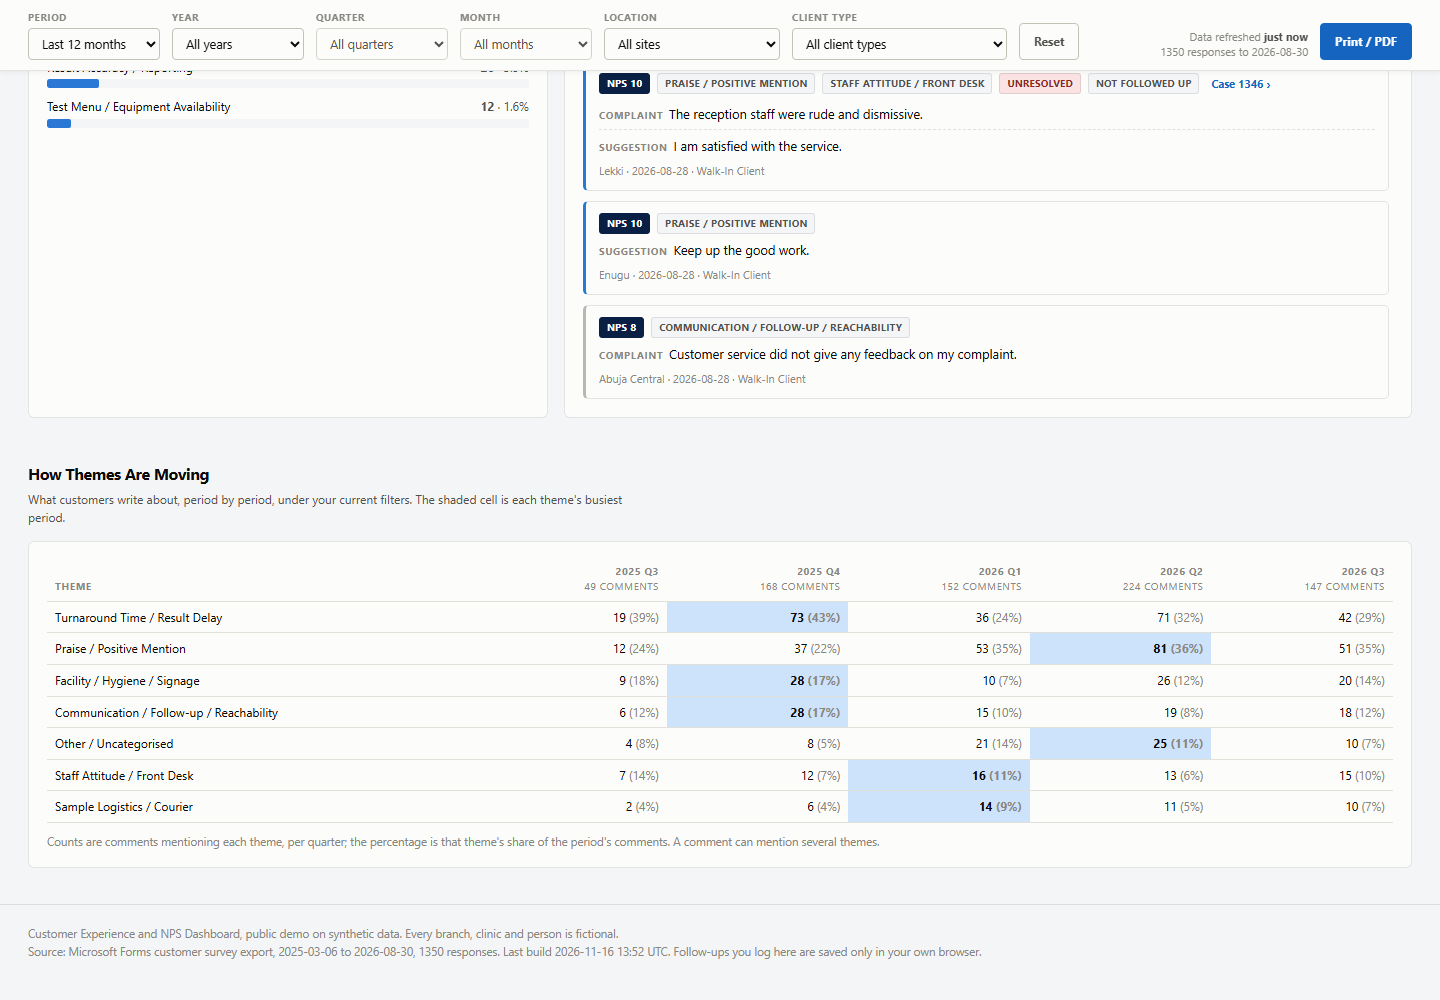 PERIOD YEAR QUARTER MONTH LOCATION CLIENT TYPE
Last 12 months All years All quarters All months All sites All client types Reset
Data refreshed just now
1350 responses to 2026-08-30
Print / PDF
Test Menu / Equipment Availability 12 · 1.6%
NPS 10 PRAISE / POSITIVE MENTION STAFF ATTITUDE / FRONT DESK UNRESOLVED NOT FOLLOWED UP Case 1346 ›
COMPLAINT The reception staff were rude and dismissive.
SUGGESTION I am satisfied with the service.
Lekki · 2026-08-28 · Walk-In Client
NPS 10 PRAISE / POSITIVE MENTION
SUGGESTION Keep up the good work.
Enugu · 2026-08-28 · Walk-In Client
NPS 8 COMMUNICATION / FOLLOW-UP / REACHABILITY
COMPLAINT Customer service did not give any feedback on my complaint.
Abuja Central · 2026-08-28 · Walk-In Client
How Themes Are Moving
What customers write about, period by period, under your current filters. The shaded cell is each theme's busiest
period.
2025 Q3 2025 Q4 2026 Q1 2026 Q2 2026 Q3
THEME 49 COMMENTS 168 COMMENTS 152 COMMENTS 224 COMMENTS 147 COMMENTS
Turnaround Time / Result Delay 19 (39%) 73 (43%) 36 (24%) 71 (32%) 42 (29%)
Praise / Positive Mention 12 (24%) 37 (22%) 53 (35%) 81 (36%) 51 (35%)
Facility / Hygiene / Signage 9 (18%) 28 (17%) 10 (7%) 26 (12%) 20 (14%)
Communication / Follow-up / Reachability 6 (12%) 28 (17%) 15 (10%) 19 (8%) 18 (12%)
Other / Uncategorised 4 (8%) 8 (5%) 21 (14%) 25 (11%) 10 (7%)
Staff Attitude / Front Desk 7 (14%) 12 (7%) 16 (11%) 13 (6%) 15 (10%)
Sample Logistics / Courier 2 (4%) 6 (4%) 14 (9%) 11 (5%) 10 (7%)
Counts are comments mentioning each theme, per quarter; the percentage is that theme's share of the period's comments. A comment can mention several themes.
Customer Experience and NPS Dashboard, public demo on synthetic data. Every branch, clinic and person is fictional.
Source: Microsoft Forms customer survey export, 2025-03-06 to 2026-08-30, 1350 responses. Last build 2026-11-16 13:52 UTC. Follow-ups you log here are saved only in your own browser.